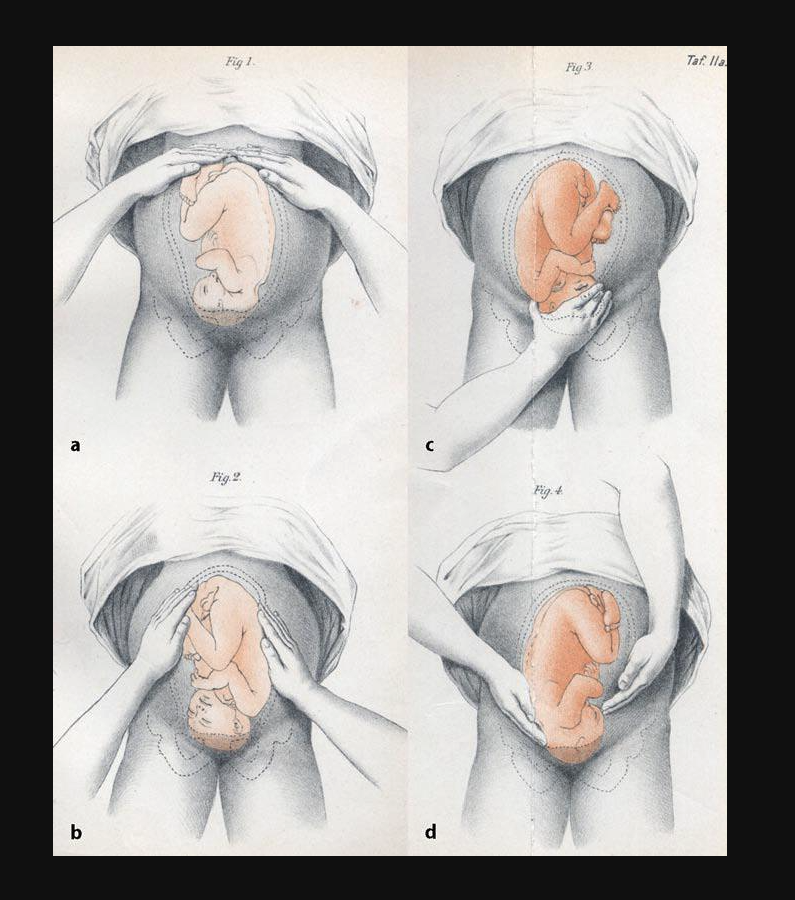 Fig 1.
Fig 3.
Taf. IIa.
a
c
Fig. 2.
Fig. 4.
b
d